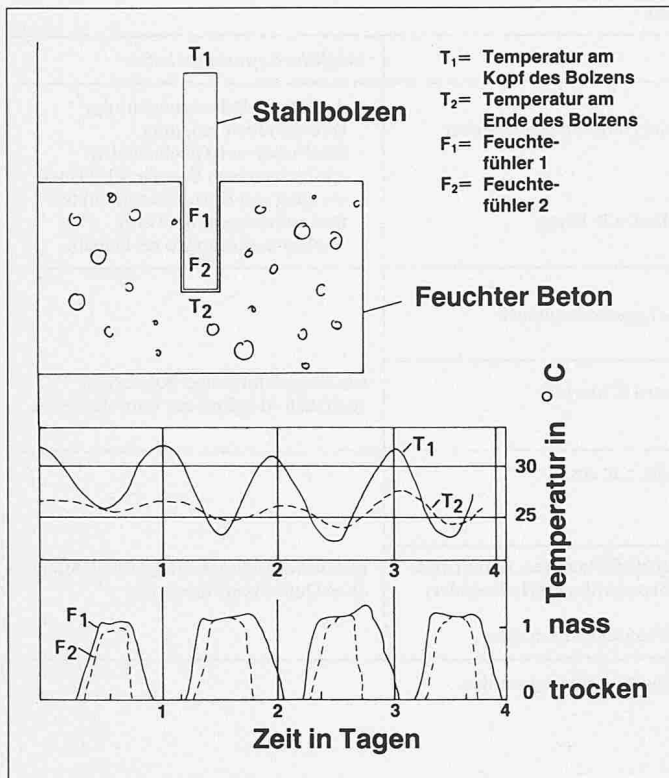 T₁
T₁= Temperatur am
Kopf des Bolzens
T₂= Temperatur am
Ende des Bolzens
F₁= Feuchte-
fühler 1
F₂= Feuchte-
fühler 2
Stahlbolzen
F₁
F₂
T₂
Feuchter Beton
Temperatur in °C
T₁
30
T₂
25
1 2 3 4
F₁
F₂
1 nass
0 trocken
1 2 3 4
Zeit in Tagen